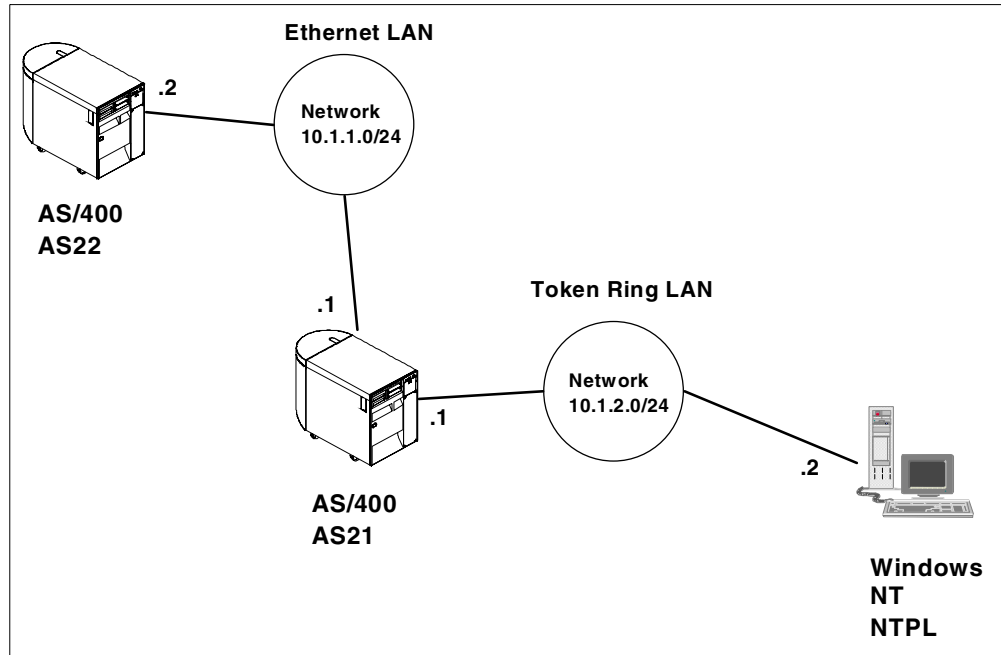 Ethernet LAN
.2
Network
10.1.1.0/24
AS/400
AS22
.1
Token Ring LAN
Network
10.1.2.0/24
.1
.2
AS/400
AS21
Windows
NT
NTPL